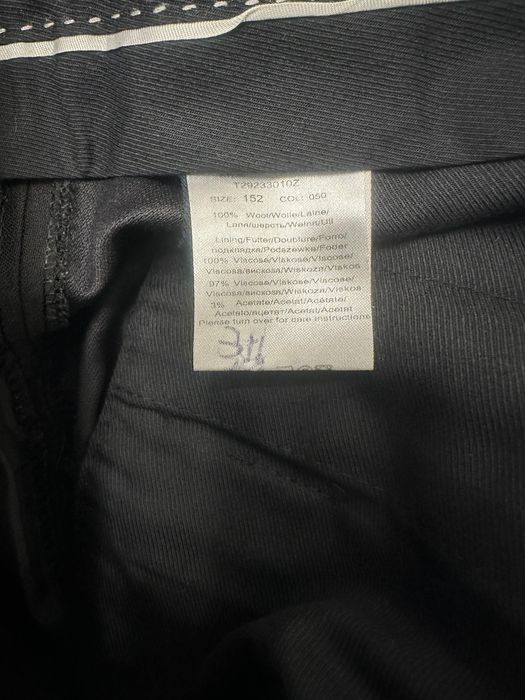 T29233010Z
SIZE: 152 COL: 050
100% Wool/Wolle/Laine/
Lana/шерсть/Wełna/Ull
Lining/Futter/Doublure/Forro/
подкладка/Podszewka/Foder
100% Viscose/Viskose/Viscose/
Viscosa/вискоза/Wiskoza/Viskos
97% Viscose/Viskose/Viscose/
Viscosa/вискоза/Wiskoza/Viskos
3% Acetate/Acetat/Acétate/
Acetato/ацетат/Acetat/Acetat
Please turn over for care instructions